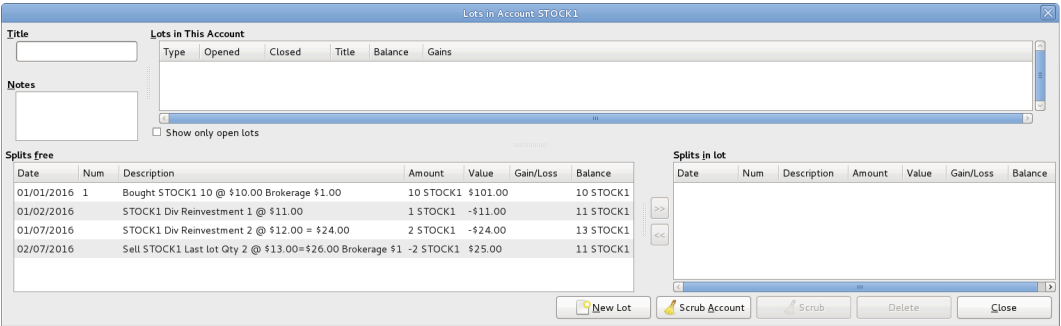 Lots in Account STOCK1
Title
Lots in This Account
Type Opened Closed Title Balance Gains
Notes
Show only open lots
Splits free
Date Num Description Amount Value Gain/Loss Balance
01/01/2016 1 Bought STOCK1 10 @ $10.00 Brokerage $1.00 10 STOCK1 $101.00 10 STOCK1
01/02/2016 STOCK1 Div Reinvestment 1 @ $11.00 1 STOCK1 -$11.00 11 STOCK1
01/07/2016 STOCK1 Div Reinvestment 2 @ $12.00 = $24.00 2 STOCK1 -$24.00 13 STOCK1
02/07/2016 Sell STOCK1 Last lot Qty 2 @ $13.00=$26.00 Brokerage $1 -2 STOCK1 $25.00 11 STOCK1
>>
<<
Splits in lot
Date Num Description Amount Value Gain/Loss Balance
New Lot Scrub Account Scrub Delete Close